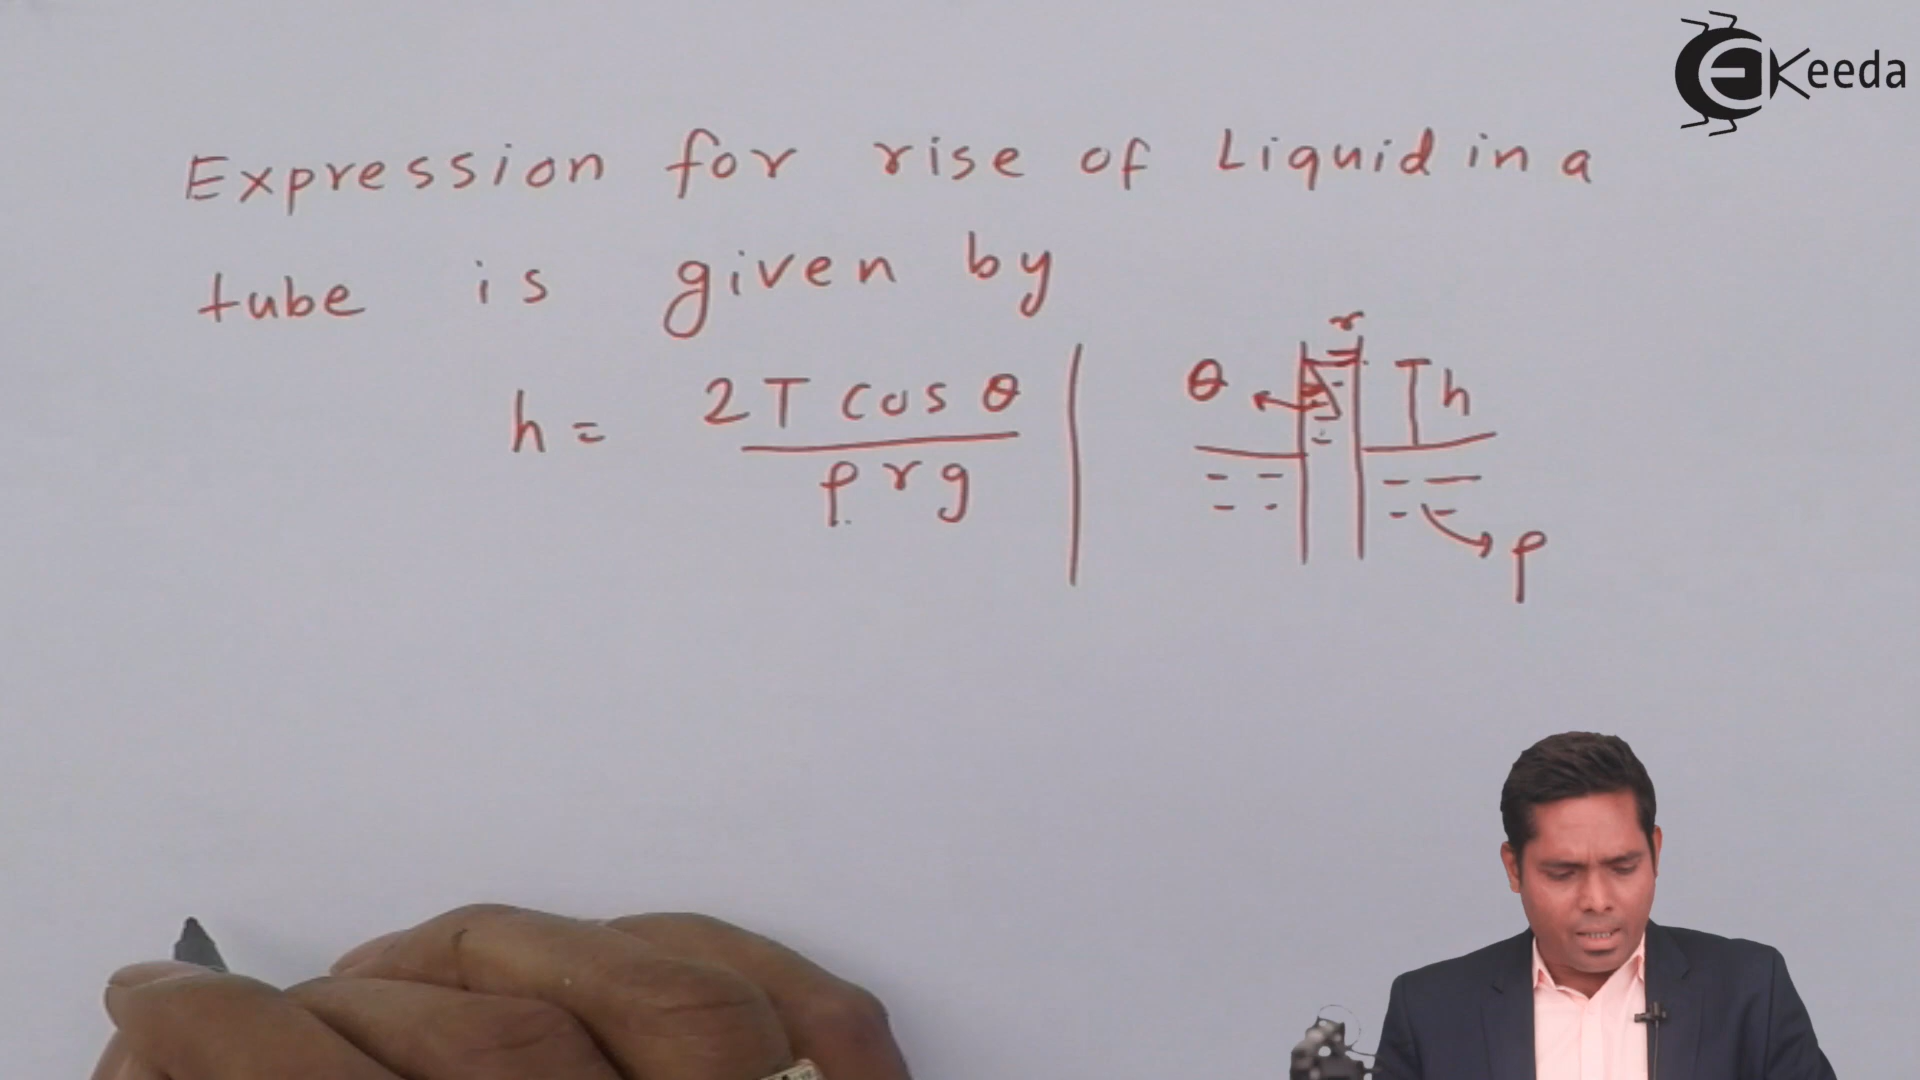 EKeeda
Expression for rise of Liquid in a
tube is given by
h = 2T cos θ / ρ r g
r
θ
h
ρ